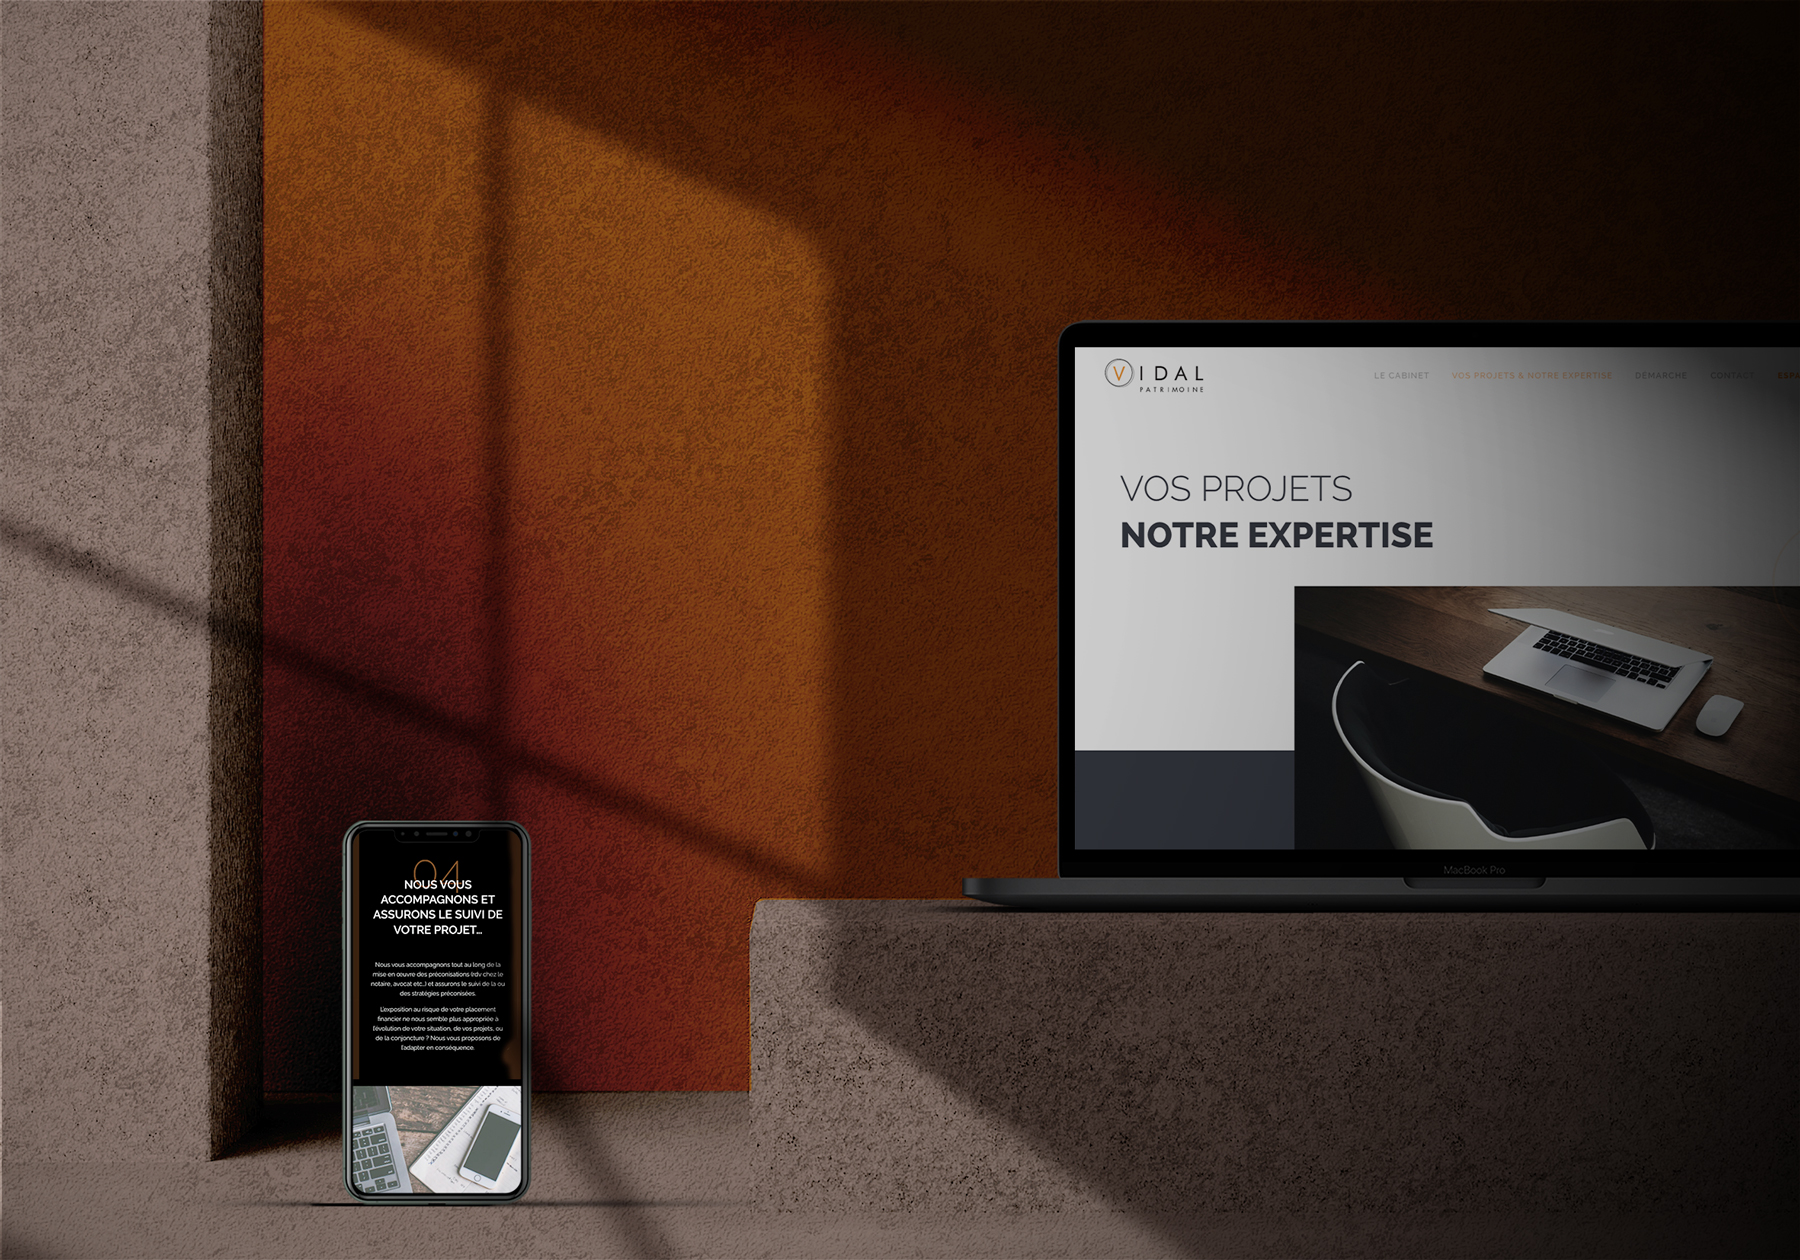 VIDAL
PATRIMOINE
LE CABINET VOS PROJETS & NOTRE EXPERTISE DEMARCHE CONTACT
VOS PROJETS
NOTRE EXPERTISE
MacBook Pro
04
NOUS VOUS
ACCOMPAGNONS ET
ASSURONS LE SUIVI DE
VOTRE PROJET...
Nous vous accompagnons tout au long de la
mise en œuvre des préconisations (rdv chez le
notaire, avocat etc.) et assurons le suivi de la ou
des stratégies préconisées.
L'exposition au risque de votre placement
financier ne nous semble plus appropriée à
l'évolution de votre situation, de vos projets, ou
de la conjoncture ? Nous vous proposons de
l'adapter en conséquence.